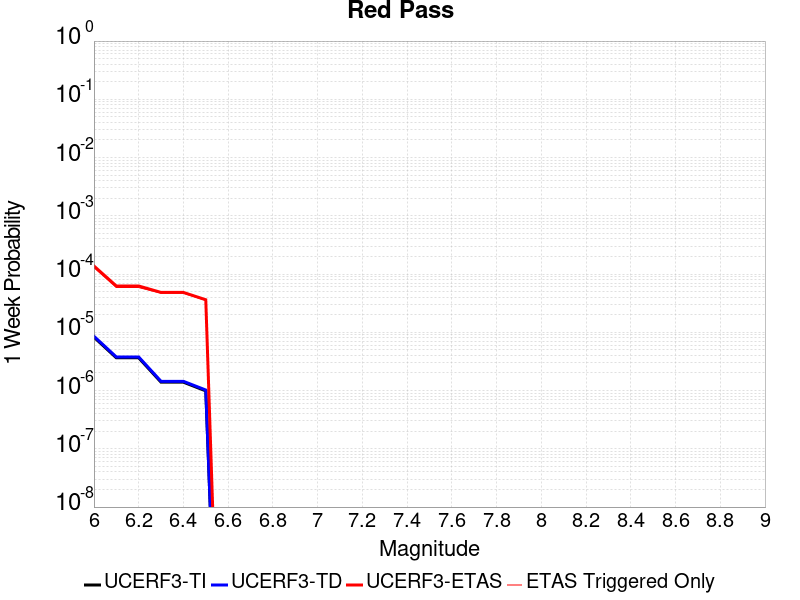 Red Pass
10^0
10^-1
10^-2
10^-3
10^-4
10^-5
10^-6
10^-7
10^-8
1 Week Probability
6 6.2 6.4 6.6 6.8 7 7.2 7.4 7.6 7.8 8 8.2 8.4 8.6 8.8 9
Magnitude
UCERF3-TI UCERF3-TD UCERF3-ETAS ETAS Triggered Only